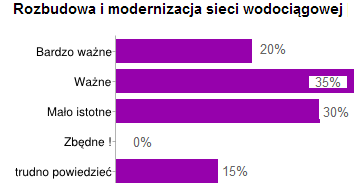 Rozbudowa i modernizacja sieci wodociągowej
Bardzo ważne 20%
Ważne 35%
Mało istotne 30%
Zbędne ! 0%
trudno powiedzieć 15%